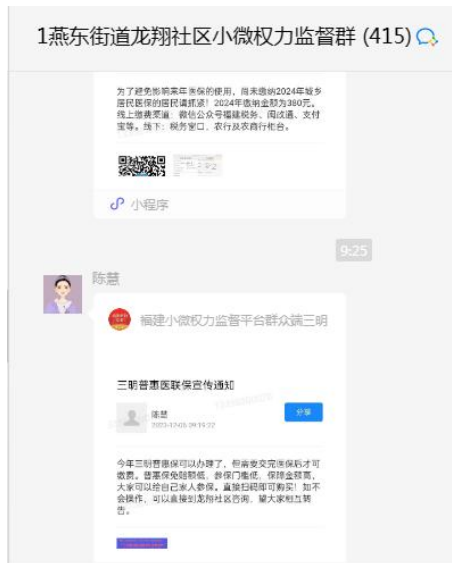 1燕东街道龙翔社区小微权力监督群 (415)
为了避免影响来年医保的使用，尚未缴纳2024年城乡
居民医保的居民请抓紧！2024年缴纳金额为380元。
线上缴费渠道：微信公众号福建税务、闽政通、支付
宝等。线下：税务窗口、农行及农商行柜台。
小程序
9:25
陈慧
福建小微权力监督平台群众端三明
三明普惠医联保宣传通知
陈慧
分享
今年三明普惠保可以办理了，但需要交完医保后才可
缴费。普惠保免赔额低，参保门槛低，保障金额高，
大家可以给自己家人参保。直接扫码即可购买！如不
会操作，可以直接到龙翔社区咨询，望大家相互转
告。